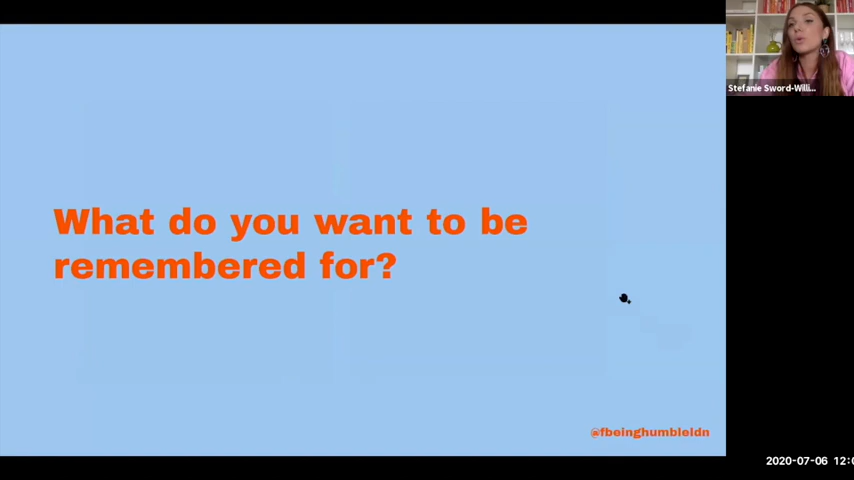 Stefanie Sword-Willi...
What do you want to be
remembered for?
@fbeinghumbleldn
2020-07-06 12:0